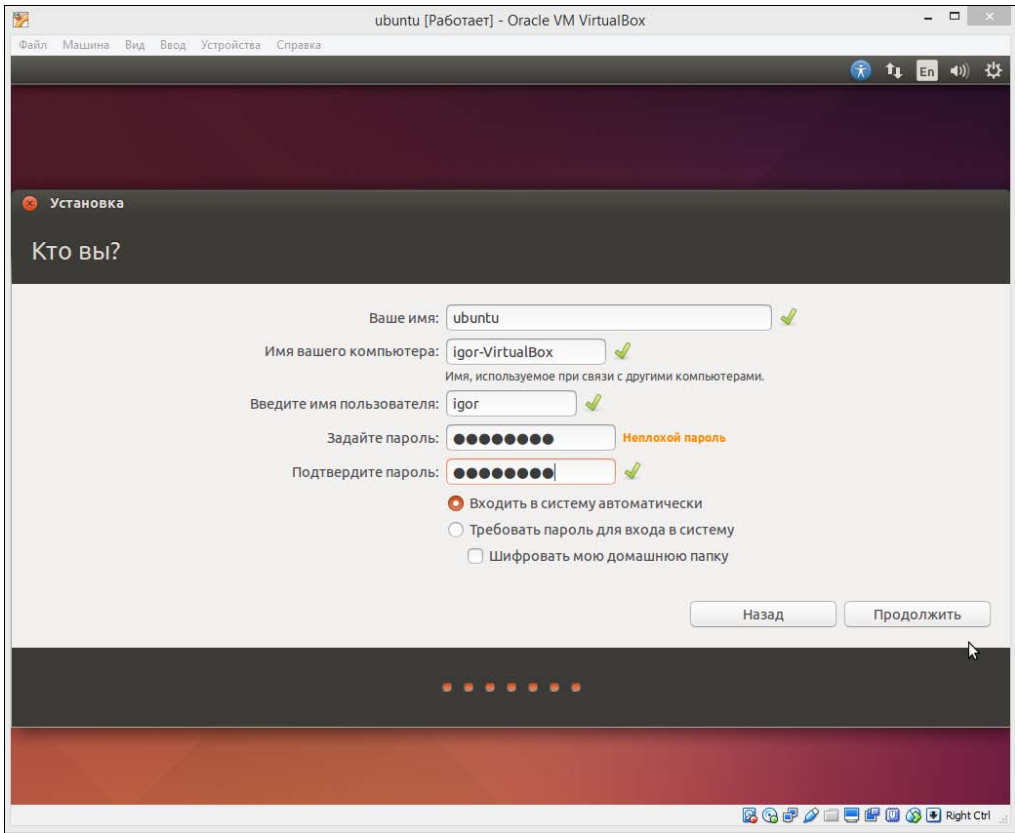 ubuntu [Работает] - Oracle VM VirtualBox
Файл Машина Вид Ввод Устройства Справка
En
Установка
Кто вы?
Ваше имя: ubuntu
Имя вашего компьютера: igor-VirtualBox
Имя, используемое при связи с другими компьютерами.
Введите имя пользователя: igor
Задайте пароль: ●●●●●●●● Неплохой пароль
Подтвердите пароль: ●●●●●●●●
Входить в систему автоматически
Требовать пароль для входа в систему
Шифровать мою домашнюю папку
Назад Продолжить
Right Ctrl